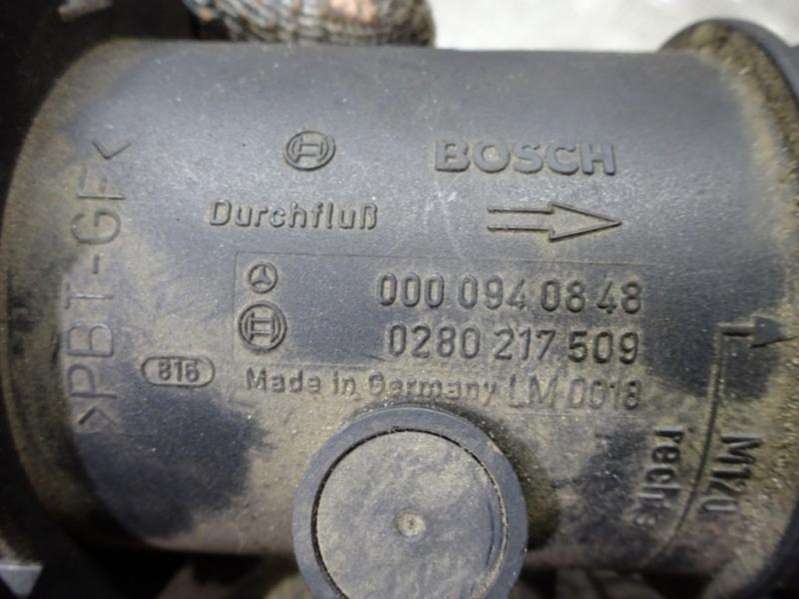 BOSCH
Durchfluß
000 094 08 48
0280 217 509
Made in Germany LM 0018
816
>PBT-GF<
M120
rechts